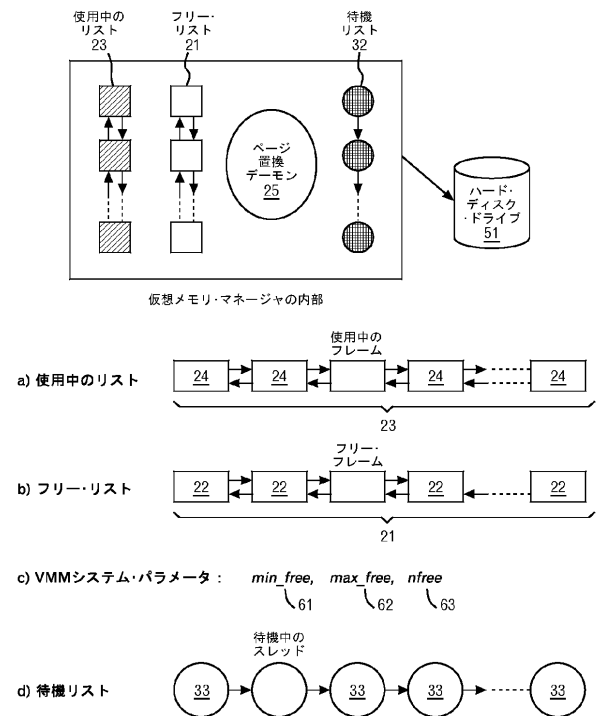 使用中の
リスト
23
フリー・
リスト
21
待機
リスト
32
ページ
置換
デーモン
25
ハード・
ディスク
・ドライブ
51
仮想メモリ・マネージャの内部
使用中の
フレーム
a) 使用中のリスト
24 24 24 24
23
フリー・
フレーム
b) フリー・リスト
22 22 22 22
21
c) VMMシステム・パラメータ： min_free, max_free, nfree
61 62 63
待機中の
スレッド
d) 待機リスト
33 33 33 33